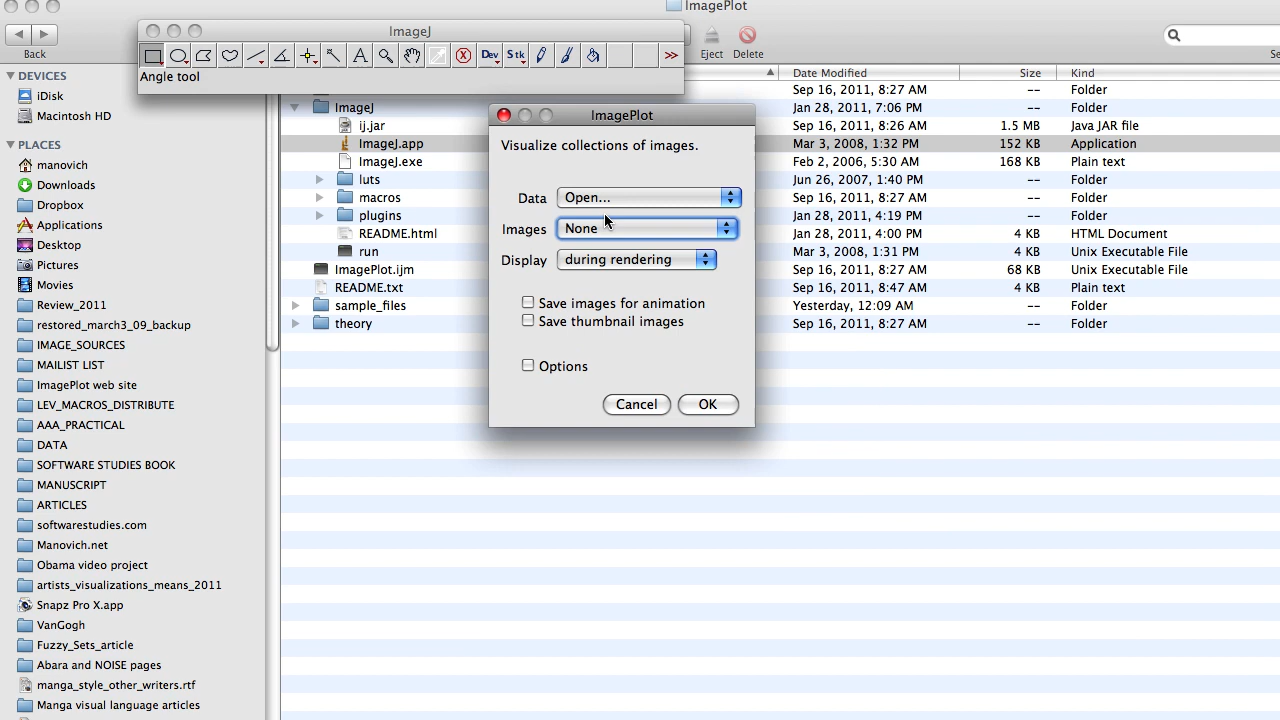 ImagePlot
ImageJ
Back
Eject
Delete
Dev
Stk
A
>>
Angle tool
DEVICES
iDisk
Macintosh HD
PLACES
manovich
Downloads
Dropbox
Applications
Desktop
Pictures
Movies
Review_2011
restored_march3_09_backup
IMAGE_SOURCES
MAILIST LIST
ImagePlot web site
LEV_MACROS_DISTRIBUTE
AAA_PRACTICAL
DATA
SOFTWARE STUDIES BOOK
MANUSCRIPT
ARTICLES
softwarestudies.com
Manovich.net
Obama video project
artists_visualizations_means_2011
Snapz Pro X.app
VanGogh
Fuzzy_Sets_article
Abara and NOISE pages
manga_style_other_writers.rtf
Manga visual language articles
Date Modified Size Kind
Sep 16, 2011, 8:27 AM -- Folder
ImageJ Jan 28, 2011, 7:06 PM -- Folder
ij.jar Sep 16, 2011, 8:26 AM 1.5 MB Java JAR file
ImageJ.app Mar 3, 2008, 1:32 PM 152 KB Application
ImageJ.exe Feb 2, 2006, 5:30 AM 168 KB Plain text
luts Jun 26, 2007, 1:40 PM -- Folder
macros Sep 16, 2011, 8:27 AM -- Folder
plugins Jan 28, 2011, 4:19 PM -- Folder
README.html Jan 28, 2011, 4:00 PM 4 KB HTML Document
run Mar 3, 2008, 1:31 PM 4 KB Unix Executable File
ImagePlot.ijm Sep 16, 2011, 8:27 AM 68 KB Unix Executable File
README.txt Sep 16, 2011, 8:47 AM 4 KB Plain text
sample_files Yesterday, 12:09 AM -- Folder
theory Sep 16, 2011, 8:27 AM -- Folder
ImagePlot
Visualize collections of images.
Data Open...
Images None
Display during rendering
Save images for animation
Save thumbnail images
Options
Cancel OK